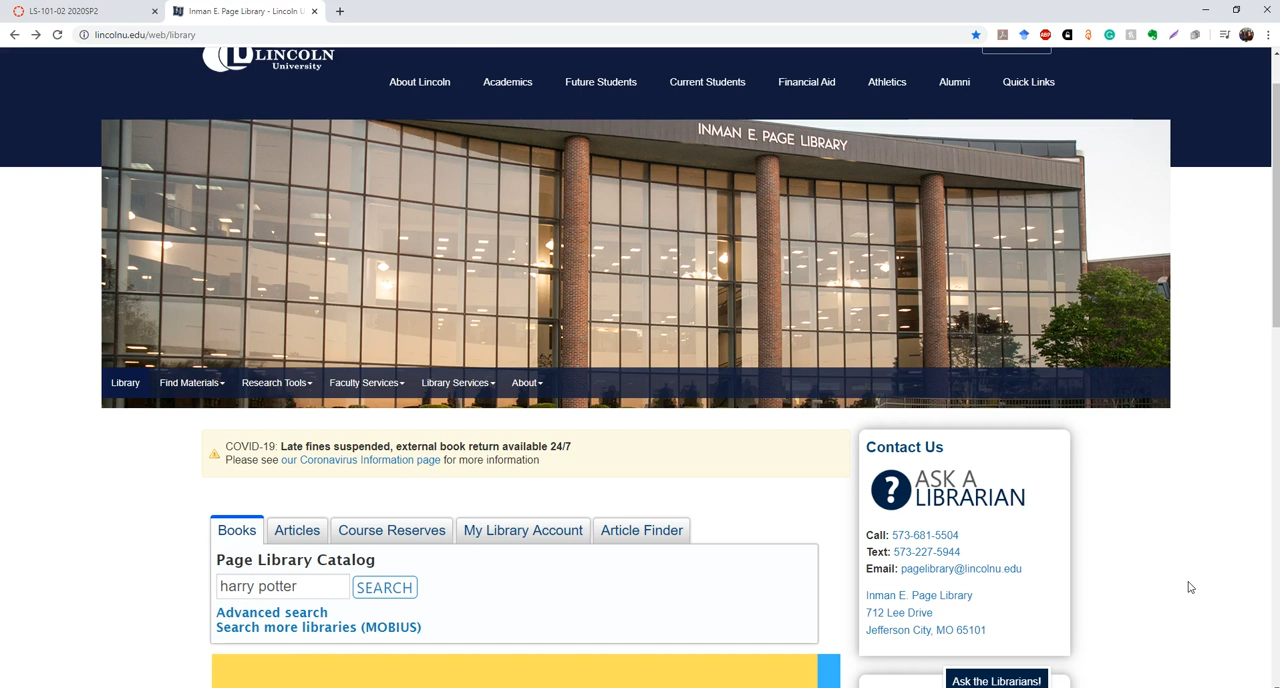 LS-101-02 2020SP2
Inman E. Page Library - Lincoln U
lincolnu.edu/web/library
LINCOLN
University
About Lincoln
Academics
Future Students
Current Students
Financial Aid
Athletics
Alumni
Quick Links
INMAN E. PAGE LIBRARY
Library
Find Materials
Research Tools
Faculty Services
Library Services
About
COVID-19: Late fines suspended, external book return available 24/7
Please see our Coronavirus Information page for more information
Books
Articles
Course Reserves
My Library Account
Article Finder
Page Library Catalog
harry potter
SEARCH
Advanced search
Search more libraries (MOBIUS)
Contact Us
? ASK A
LIBRARIAN
Call: 573-681-5504
Text: 573-227-5944
Email: pagelibrary@lincolnu.edu
Inman E. Page Library
712 Lee Drive
Jefferson City, MO 65101
Ask the Librarians!